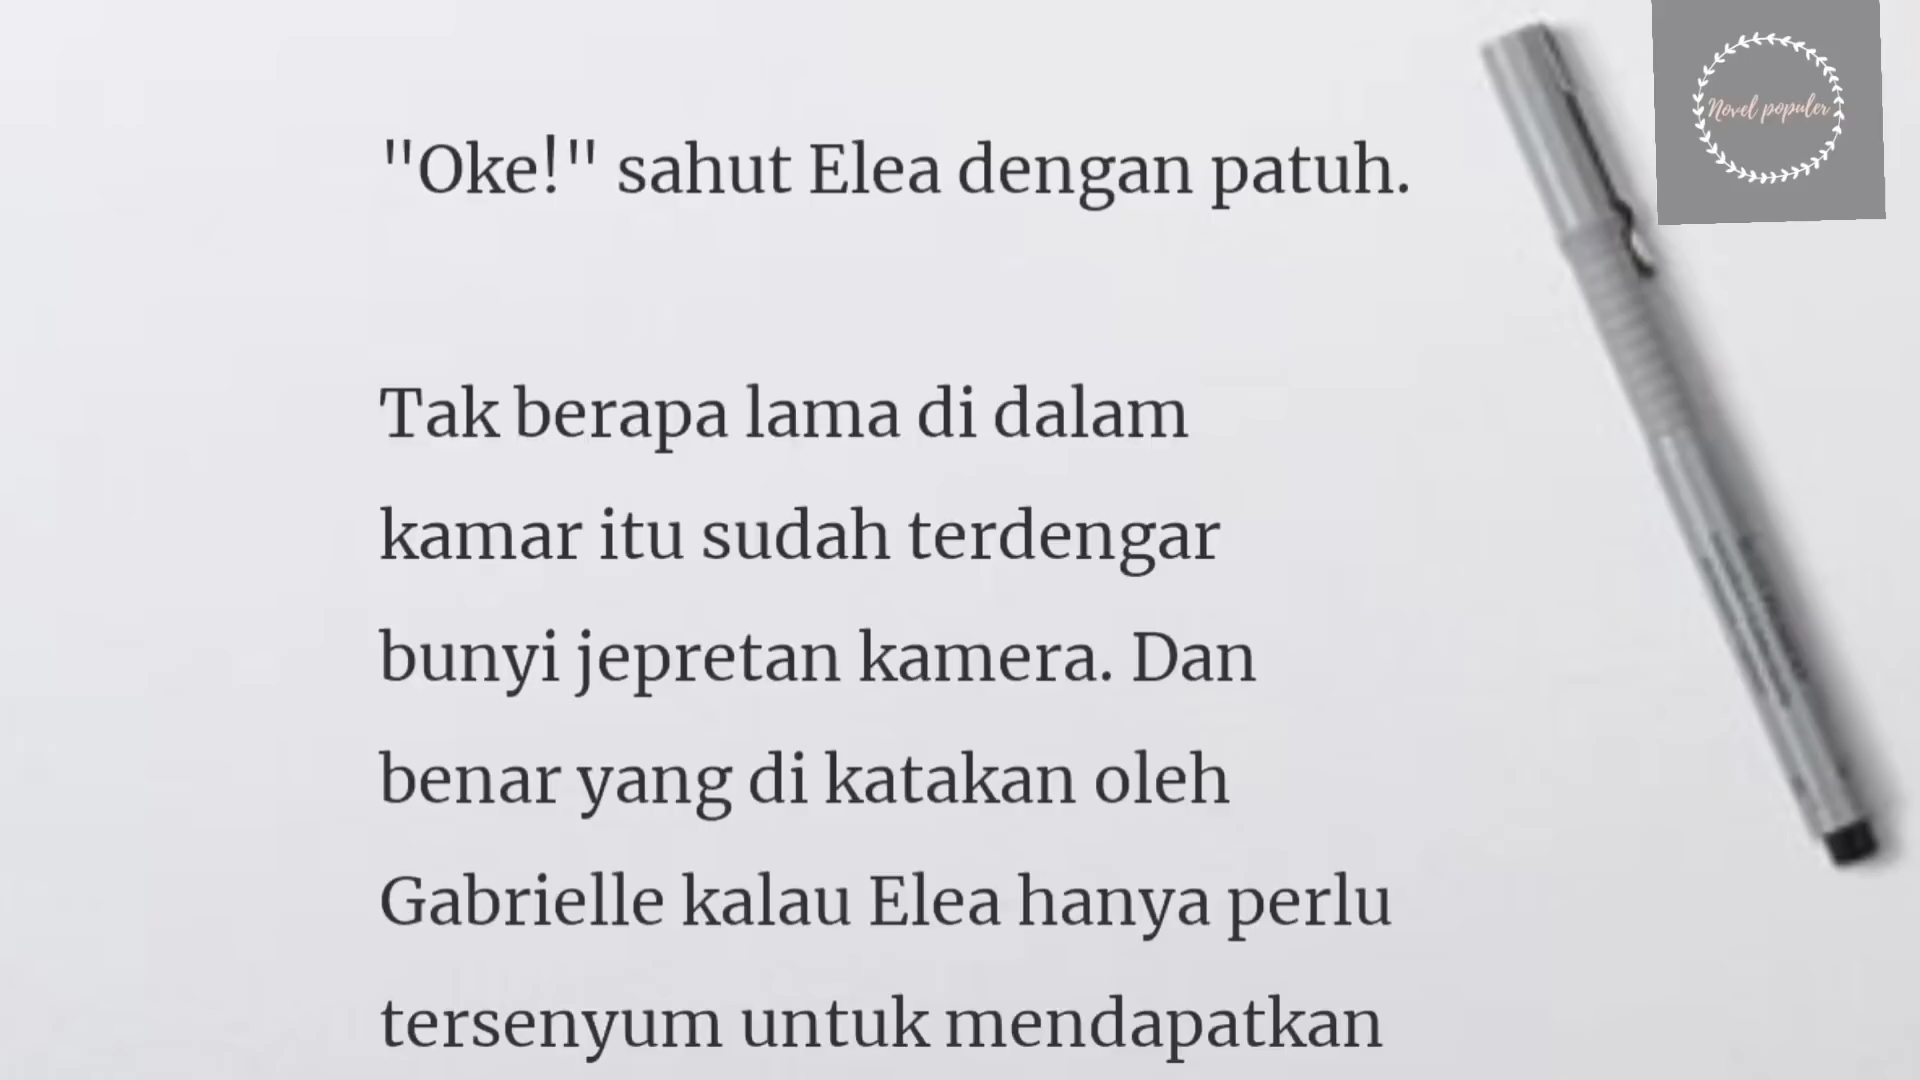 "Oke!" sahut Elea dengan patuh.
Tak berapa lama di dalam
kamar itu sudah terdengar
bunyi jepretan kamera. Dan
benar yang di katakan oleh
Gabrielle kalau Elea hanya perlu
tersenyum untuk mendapatkan
Novel populer